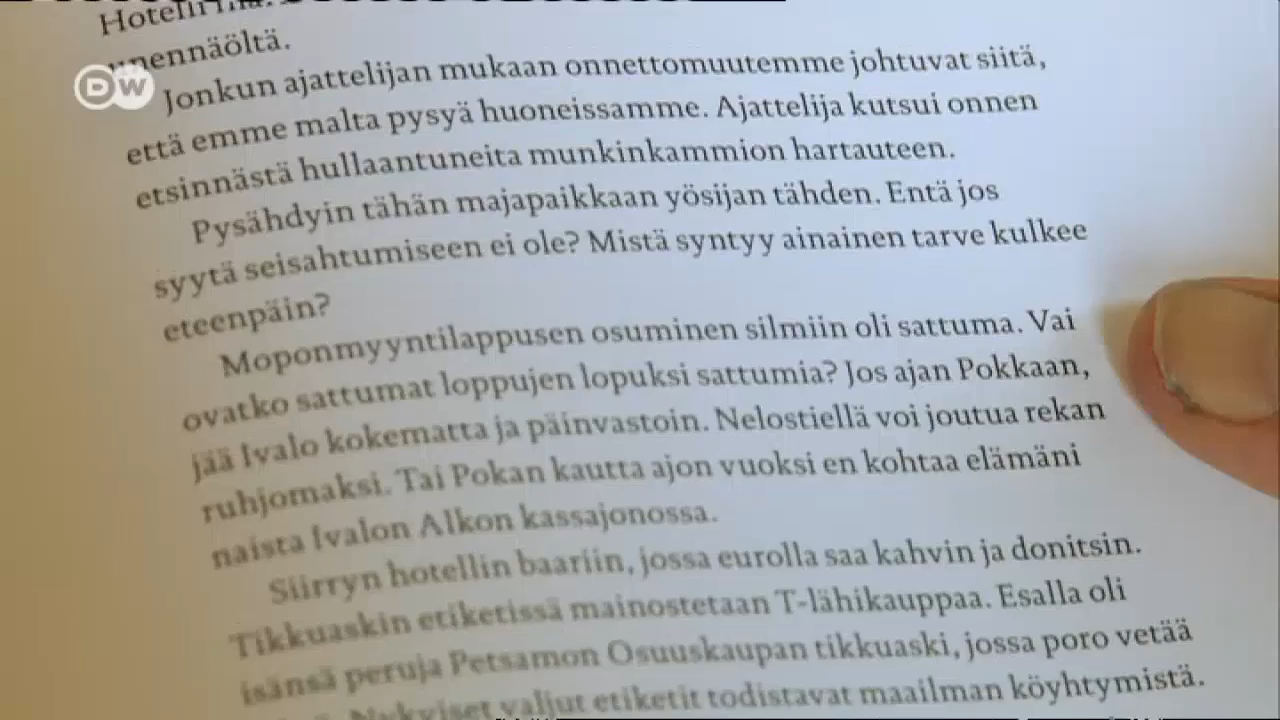 Hotelli
unennäöltä.
DW
Jonkun ajattelijan mukaan onnettomuutemme johtuvat siitä,
että emme malta pysyä huoneissamme. Ajattelija kutsui onnen
etsinnästä hullaantuneita munkinkammion hartauteen.
Pysähdyin tähän majapaikkaan yösijan tähden. Entä jos
syytä seisahtumiseen ei ole? Mistä syntyy ainainen tarve kulkee
eteenpäin?
Moponmyyntilappusen osuminen silmiin oli sattuma. Vai
ovatko sattumat loppujen lopuksi sattumia? Jos ajan Pokkaan,
jää Ivalo kokematta ja päinvastoin. Nelostiellä voi joutua rekan
ruhjomaksi. Tai Pokan kautta ajon vuoksi en kohtaa elämäni
naista Ivalon Alkon kassajonossa.
Siirryn hotellin baariin, jossa eurolla saa kahvin ja donitsin.
Tikkuaskin etiketissä mainostetaan T-lähikauppaa. Esalla oli
isänsä peruja Petsamon Osuuskaupan tikkuaski, jossa poro vetää
Nykyiset valjut etiketit todistavat maailman köyhtymistä.